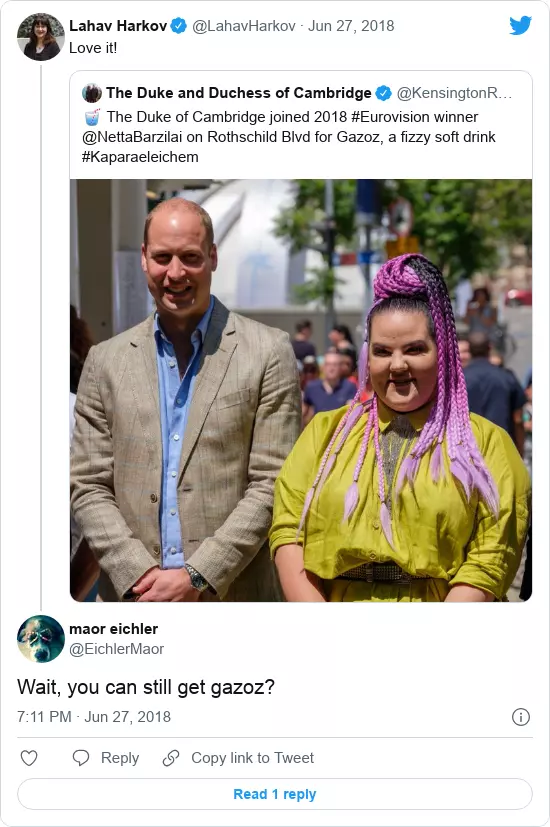 Lahav Harkov @LahavHarkov · Jun 27, 2018
Love it!
The Duke and Duchess of Cambridge @KensingtonR...
🥤 The Duke of Cambridge joined 2018 #Eurovision winner
@NettaBarzilai on Rothschild Blvd for Gazoz, a fizzy soft drink
#Kaparaeleichem
maor eichler
@EichlerMaor
Wait, you can still get gazoz?
7:11 PM · Jun 27, 2018
Reply Copy link to Tweet
Read 1 reply